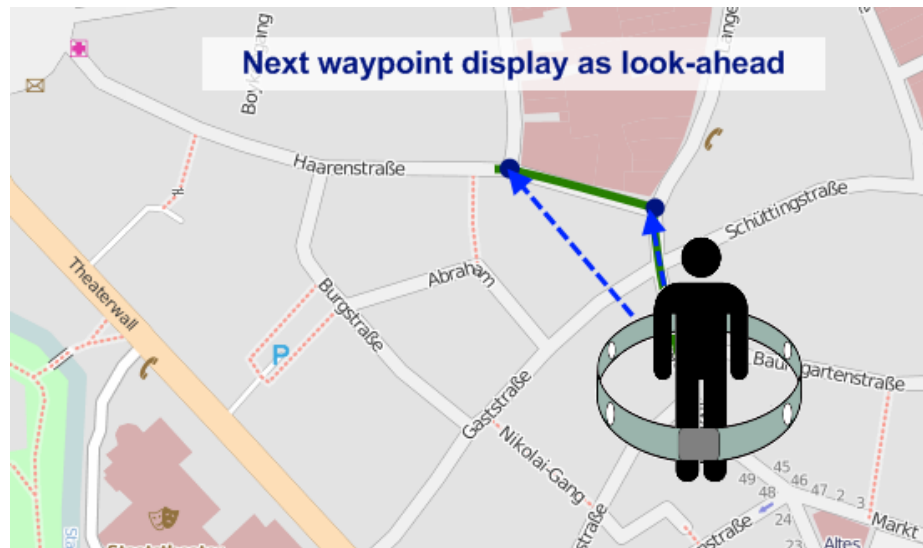 Next waypoint display as look-ahead
Haarenstraße
Schüttingstraße
Theaterwall
Abraham
Burgstraße
P
Gaststraße
Nikolai-Gang
45
46
47
2
3
49
48
24
23
Markt
Altes